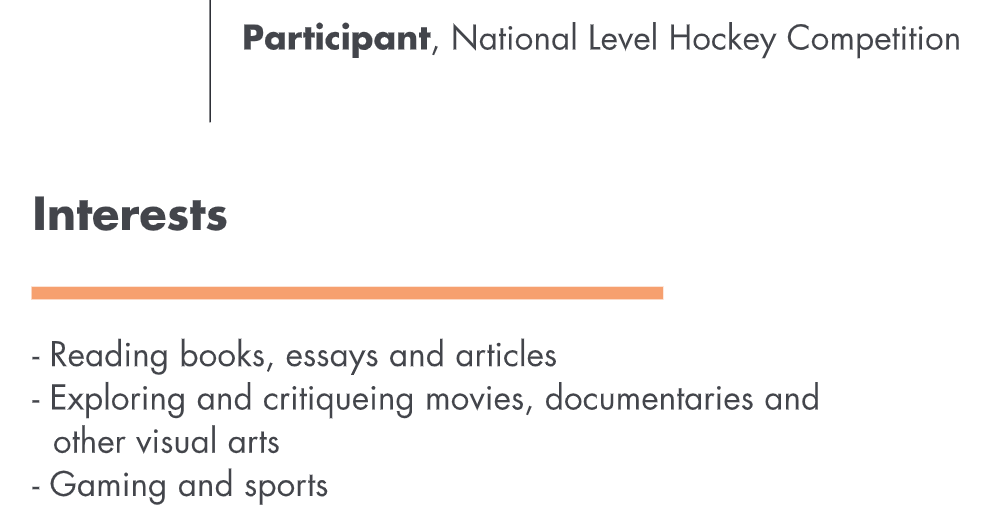 Participant, National Level Hockey Competition
Interests
- Reading books, essays and articles
- Exploring and critiqueing movies, documentaries and
other visual arts
- Gaming and sports